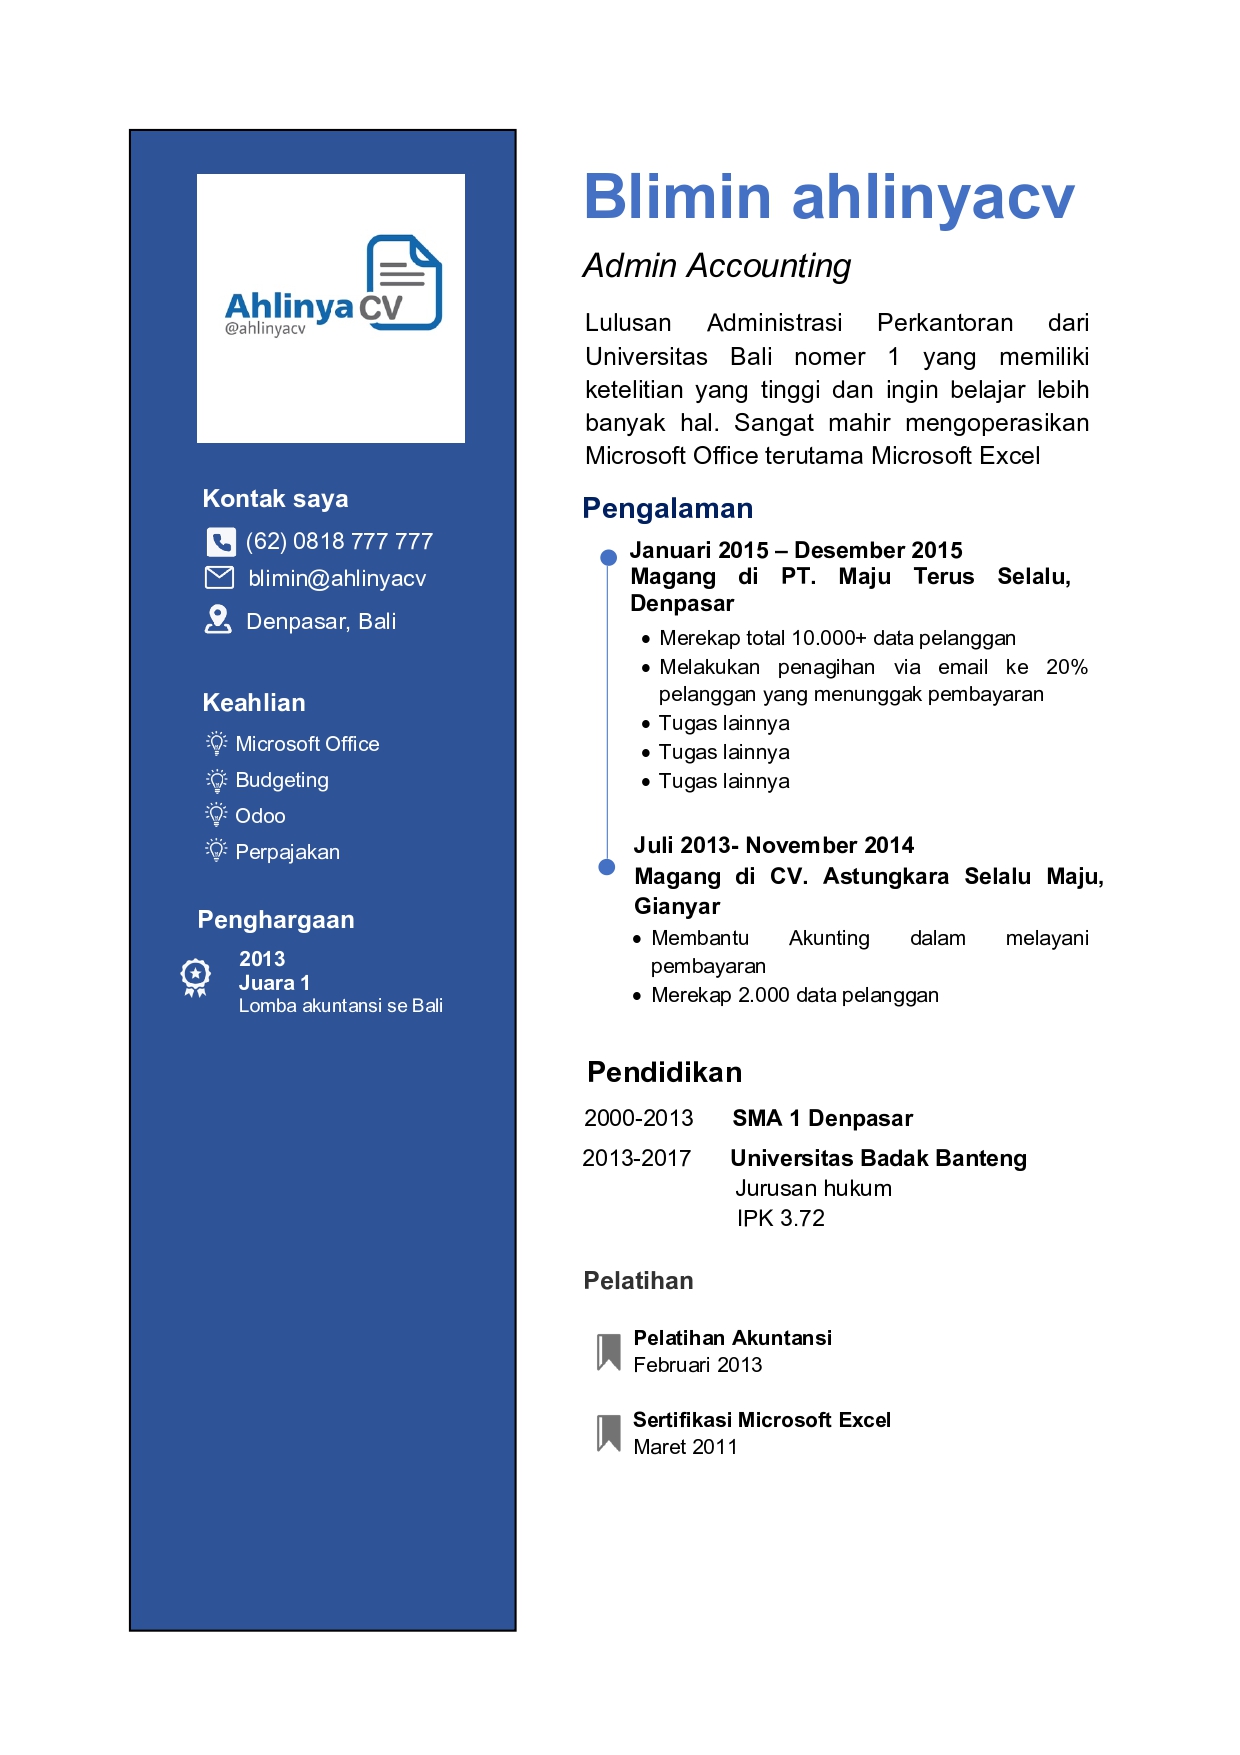 Ahlinya CV
@ahlinyacv
Kontak saya
(62) 0818 777 777
blimin@ahlinyacv
Denpasar, Bali
Keahlian
Microsoft Office
Budgeting
Odoo
Perpajakan
Penghargaan
2013
Juara 1
Lomba akuntansi se Bali
Blimin ahlinyacv
Admin Accounting
Lulusan Administrasi Perkantoran dari
Universitas Bali nomer 1 yang memiliki
ketelitian yang tinggi dan ingin belajar lebih
banyak hal. Sangat mahir mengoperasikan
Microsoft Office terutama Microsoft Excel
Pengalaman
Januari 2015 – Desember 2015
Magang di PT. Maju Terus Selalu,
Denpasar
• Merekap total 10.000+ data pelanggan
• Melakukan penagihan via email ke 20%
pelanggan yang menunggak pembayaran
• Tugas lainnya
• Tugas lainnya
• Tugas lainnya
Juli 2013- November 2014
Magang di CV. Astungkara Selalu Maju,
Gianyar
• Membantu Akunting dalam melayani
pembayaran
• Merekap 2.000 data pelanggan
Pendidikan
2000-2013 SMA 1 Denpasar
2013-2017 Universitas Badak Banteng
Jurusan hukum
IPK 3.72
Pelatihan
Pelatihan Akuntansi
Februari 2013
Sertifikasi Microsoft Excel
Maret 2011